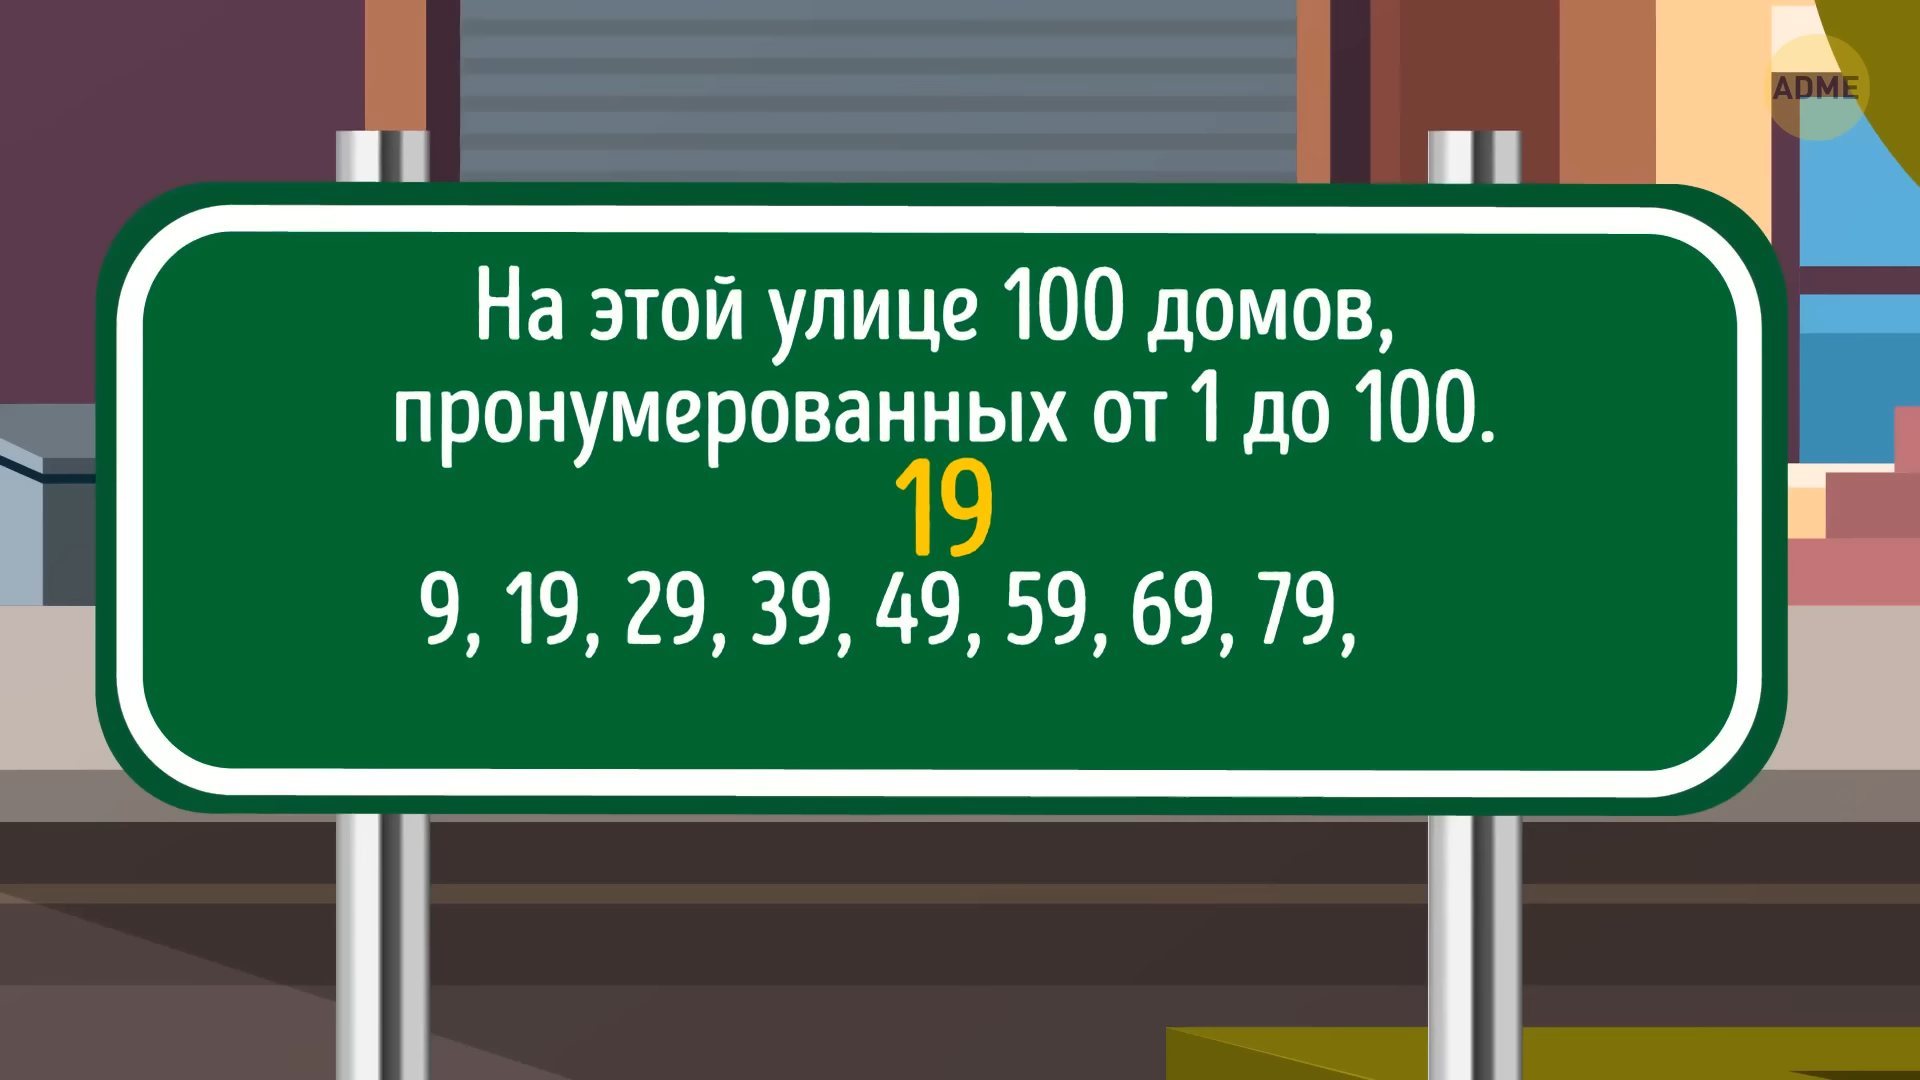 ADME
На этой улице 100 домов,
пронумерованных от 1 до 100.
19
9, 19, 29, 39, 49, 59, 69, 79,